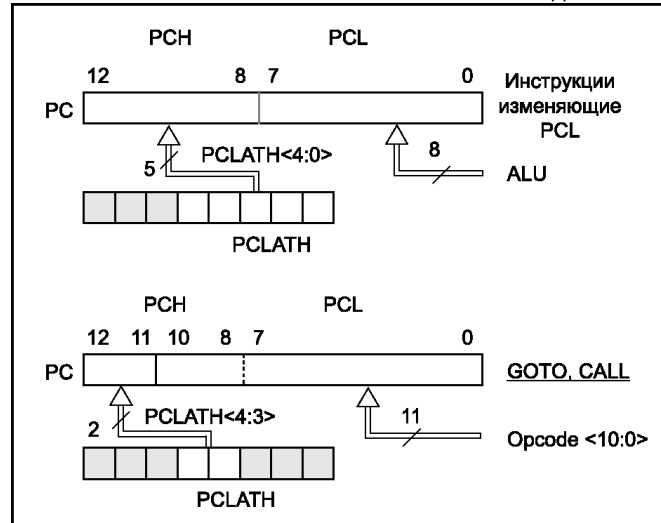 PCH PCL
12 8 7 0
PC
Инструкции
изменяющие
PCL
5 PCLATH<4:0>
8
ALU
PCLATH
PCH PCL
12 11 10 8 7 0
PC
GOTO, CALL
2 PCLATH<4:3>
11
Opcode <10:0>
PCLATH